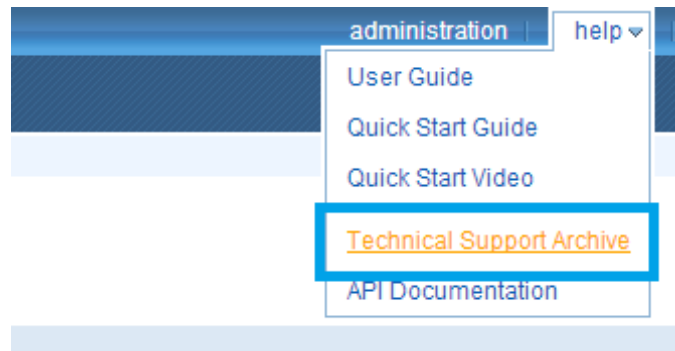 administration | help
User Guide
Quick Start Guide
Quick Start Video
Technical Support Archive
API Documentation